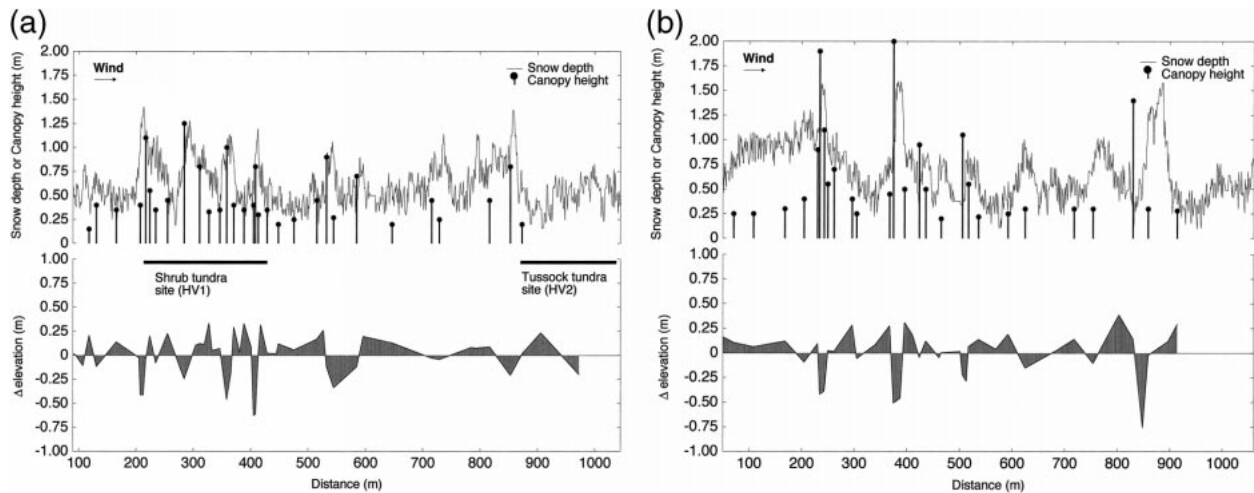 (a)
Snow depth or Canopy height (m)
2.00
1.75
1.50
1.25
1.00
0.75
0.50
0.25
0
Wind
Snow depth
Canopy height
Δ elevation (m)
1.00
0.75
0.50
0.25
0
-0.25
-0.50
-0.75
-1.00
Shrub tundra
site (HV1)
Tussock tundra
site (HV2)
100 200 300 400 500 600 700 800 900 1000
Distance (m)
(b)
Snow depth or Canopy height (m)
2.00
1.75
1.50
1.25
1.00
0.75
0.50
0.25
0
Wind
Snow depth
Canopy height
Δ elevation (m)
1.00
0.75
0.50
0.25
0
-0.25
-0.50
-0.75
-1.00
100 200 300 400 500 600 700 800 900 1000
Distance (m)